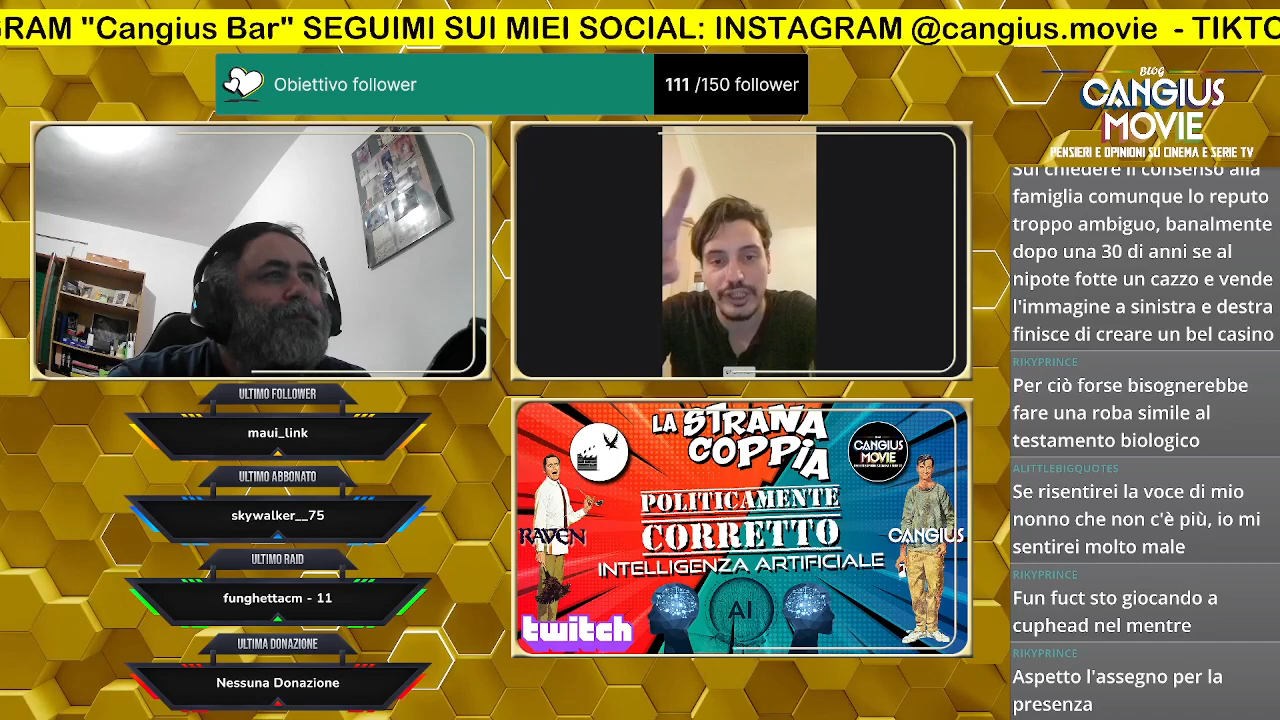 GRAM "Cangius Bar" SEGUIMI SUI MIEI SOCIAL: INSTAGRAM @cangius.movie - TIKTO
Obiettivo follower
111 /150 follower
BLOG
CANGIUS
MOVIE
PENSIERI E OPINIONI SU CINEMA E SERIE TV
Sul chiedere il consenso alla
famiglia comunque lo reputo
troppo ambiguo, banalmente
dopo una 30 di anni se al
nipote fotte un cazzo e vende
l'immagine a sinistra e destra
finisce di creare un bel casino
RIKYPRINCE
Per ciò forse bisognerebbe
fare una roba simile al
testamento biologico
ALITTLEBIGQUOTES
Se risentirei la voce di mio
nonno che non c'è più, io mi
sentirei molto male
RIKYPRINCE
Fun fuct sto giocando a
cuphead nel mentre
RIKYPRINCE
Aspetto l'assegno per la
presenza
ULTIMO FOLLOWER
maui_link
ULTIMO ABBONATO
skywalker__75
ULTIMO RAID
funghettacm - 11
ULTIMA DONAZIONE
Nessuna Donazione
LA STRANA
COPPIA
CANGIUS
MOVIE
POLITICAMENTE
CORRETTO
INTELLIGENZA ARTIFICIALE
RAVEN
CANGIUS
AI
twitch